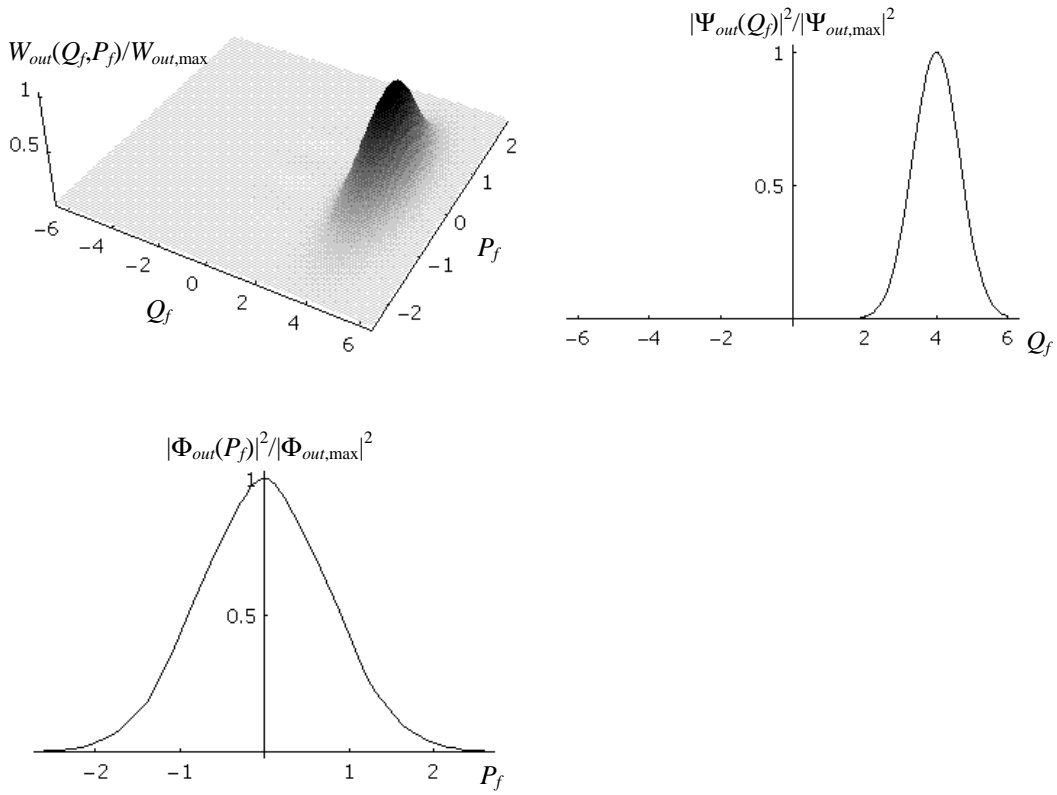 W_out(Q_f,P_f)/W_out,max
1
0.5
−6
−4
−2
0
2
4
6
Q_f
−2
−1
0
1
2
P_f
|Ψ_out(Q_f)|²/|Ψ_out,max|²
1
0.5
−6 −4 −2 2 4 6 Q_f
|Φ_out(P_f)|²/|Φ_out,max|²
1
0.5
−2 −1 1 2 P_f